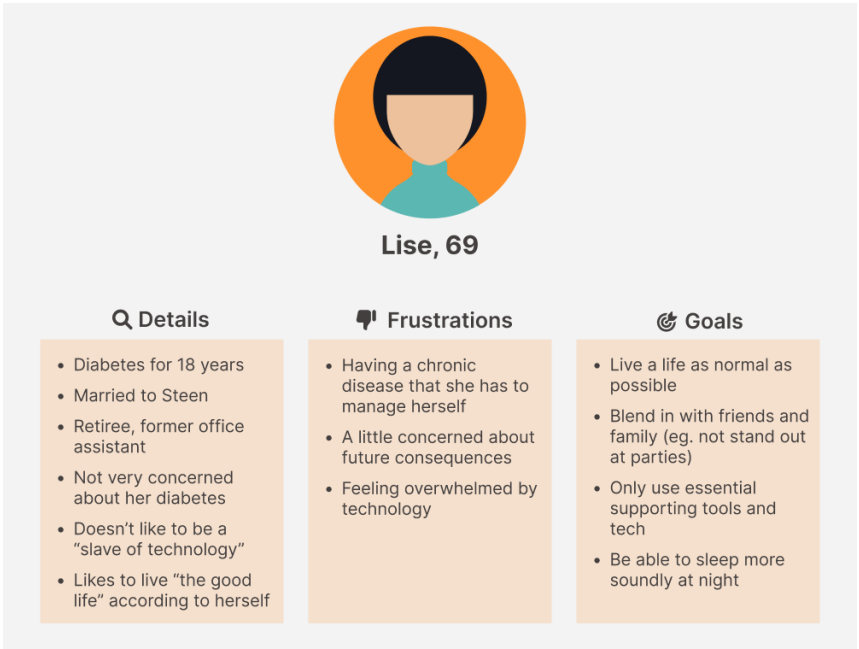 Lise, 69
Details
• Diabetes for 18 years
• Married to Steen
• Retiree, former office
assistant
• Not very concerned
about her diabetes
• Doesn’t like to be a
“slave of technology”
• Likes to live “the good
life” according to herself
Frustrations
• Having a chronic
disease that she has to
manage herself
• A little concerned about
future consequences
• Feeling overwhelmed by
technology
Goals
• Live a life as normal as
possible
• Blend in with friends and
family (eg. not stand out
at parties)
• Only use essential
supporting tools and
tech
• Be able to sleep more
soundly at night